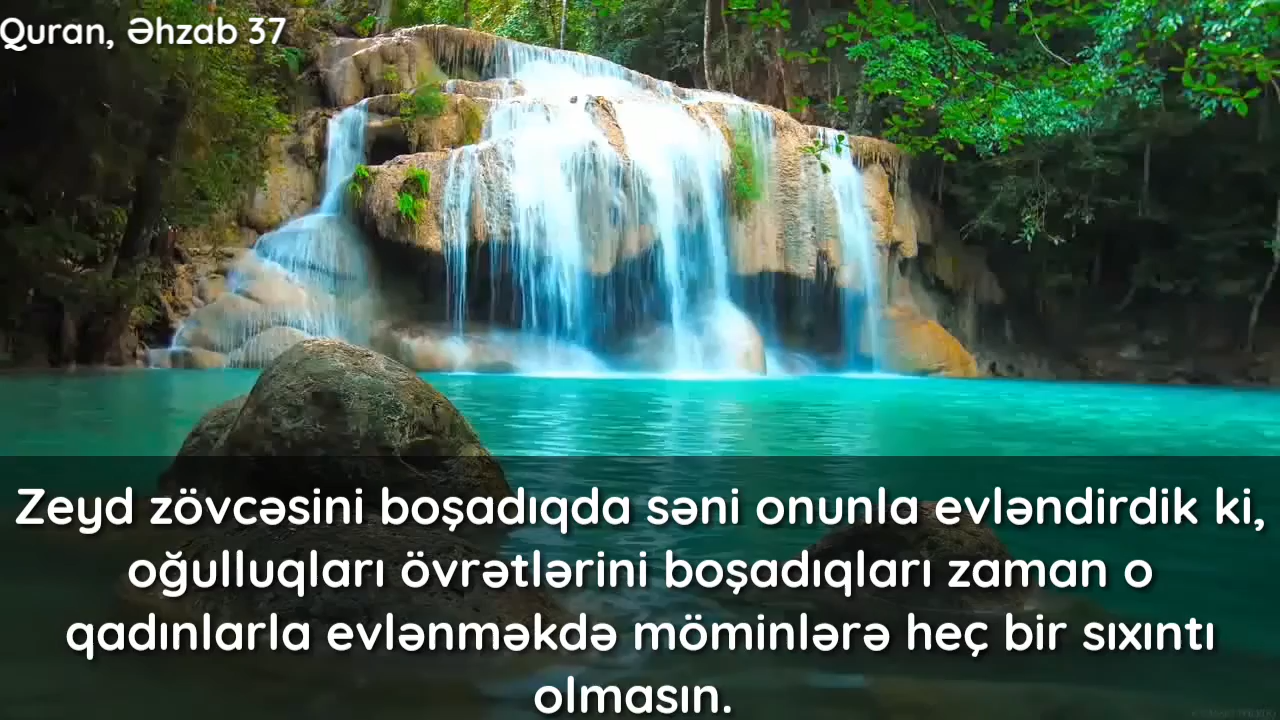 Quran, Əhzab 37
Zeyd zövcəsini boşadıqda səni onunla evləndirdik ki,
oğulluqları övrətlərini boşadıqları zaman o
qadınlarla evlənməkdə möminlərə heç bir sıxıntı
olmasın.